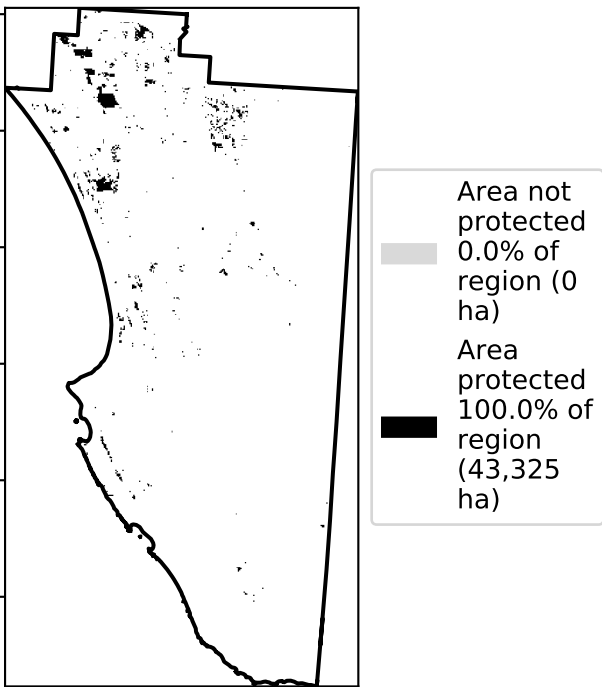 Area not
protected
0.0% of
region (0
ha)
Area
protected
100.0% of
region
(43,325
ha)